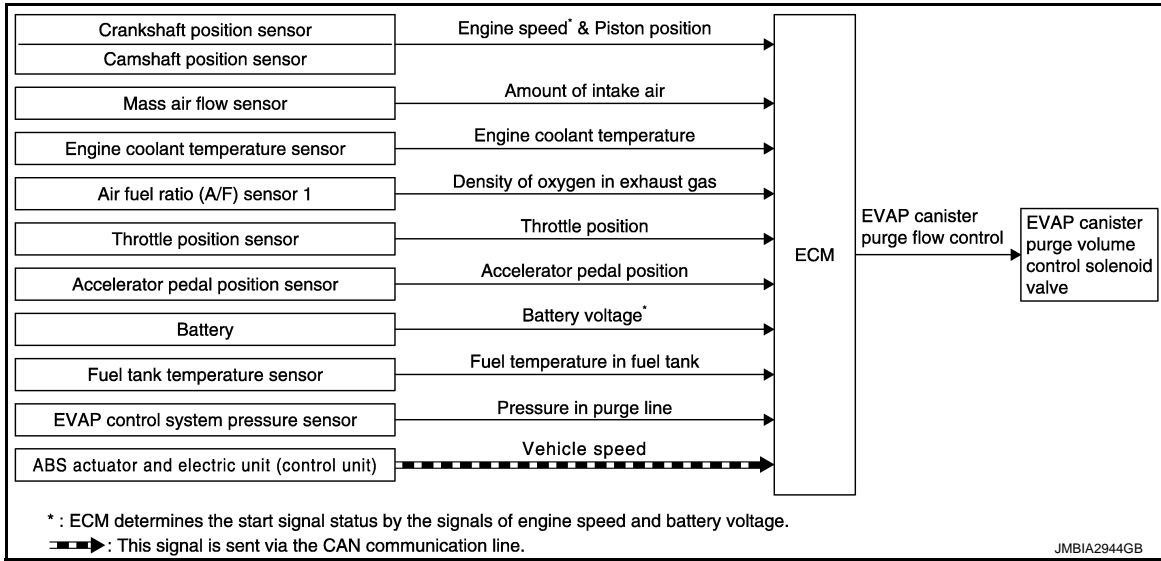 Crankshaft position sensor
Camshaft position sensor
Engine speed* & Piston position
Mass air flow sensor
Amount of intake air
Engine coolant temperature sensor
Engine coolant temperature
Air fuel ratio (A/F) sensor 1
Density of oxygen in exhaust gas
Throttle position sensor
Throttle position
Accelerator pedal position sensor
Accelerator pedal position
Battery
Battery voltage*
Fuel tank temperature sensor
Fuel temperature in fuel tank
EVAP control system pressure sensor
Pressure in purge line
ABS actuator and electric unit (control unit)
Vehicle speed
ECM
EVAP canister
purge flow control
EVAP canister
purge volume
control solenoid
valve
* : ECM determines the start signal status by the signals of engine speed and battery voltage.
: This signal is sent via the CAN communication line.
JMBIA2944GB